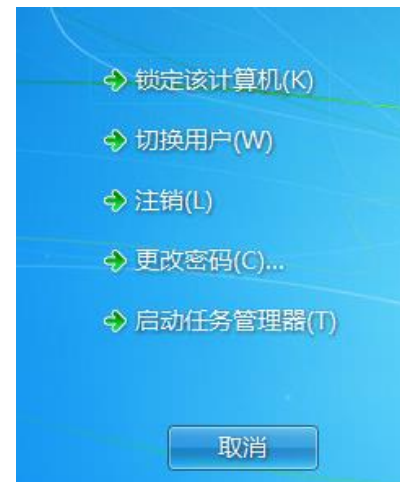 锁定该计算机(K)
切换用户(W)
注销(L)
更改密码(C)...
启动任务管理器(T)
取消